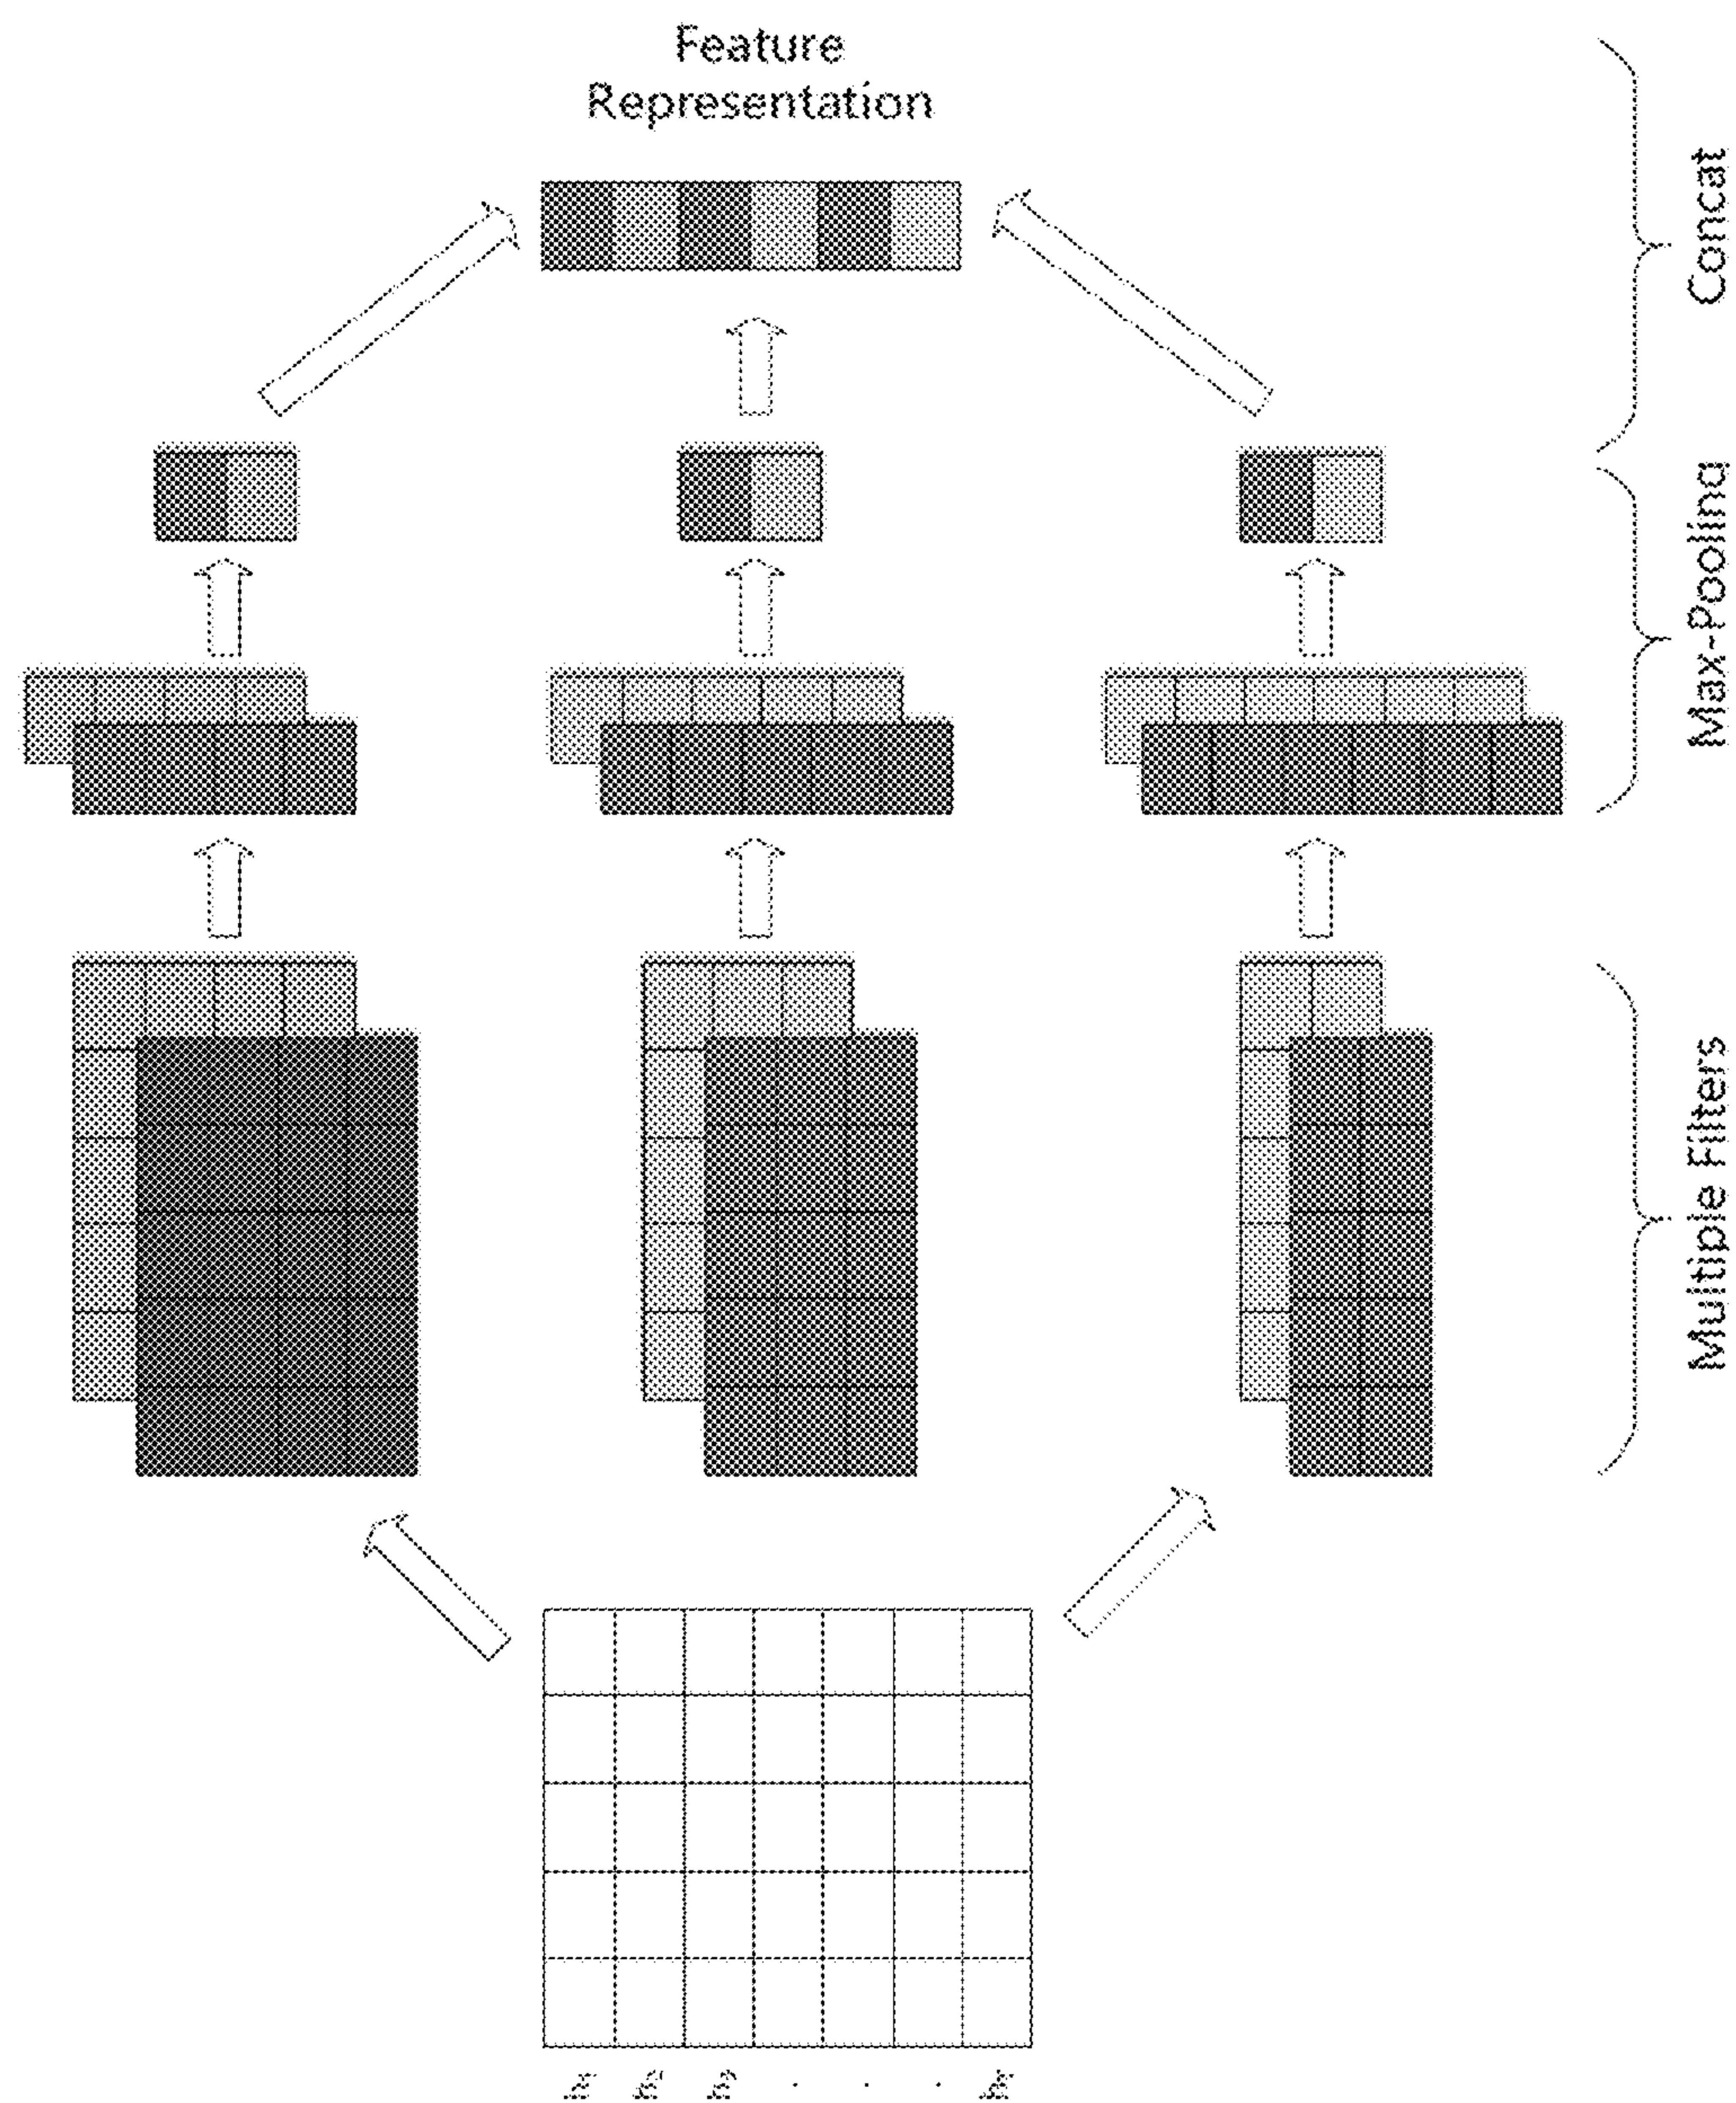 Feature
Representation
Concat
Max-Pooling
Multiple Filters